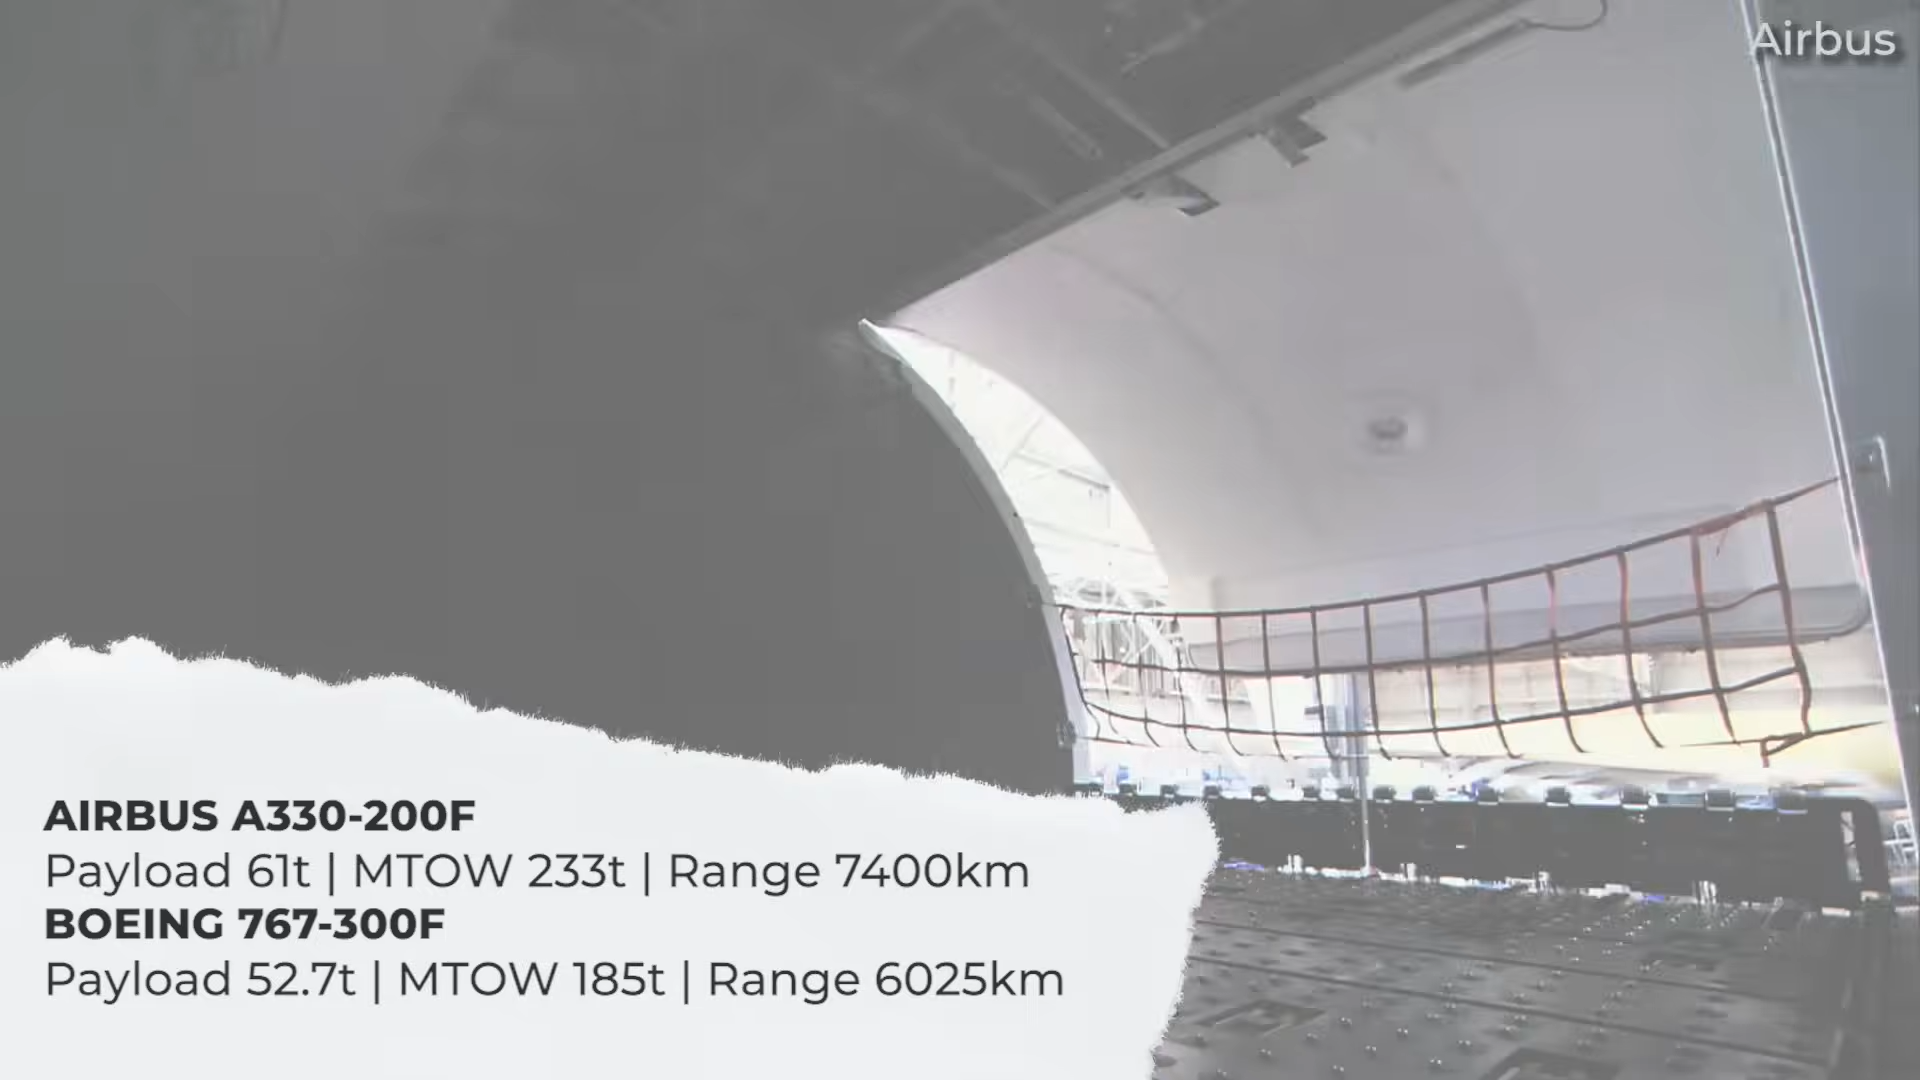 Airbus
AIRBUS A330-200F
Payload 61t | MTOW 233t | Range 7400km
BOEING 767-300F
Payload 52.7t | MTOW 185t | Range 6025km